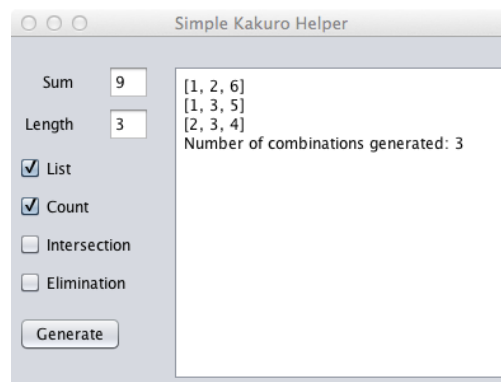 Simple Kakuro Helper
Sum 9
Length 3
List
Count
Intersection
Elimination
Generate
[1, 2, 6]
[1, 3, 5]
[2, 3, 4]
Number of combinations generated: 3